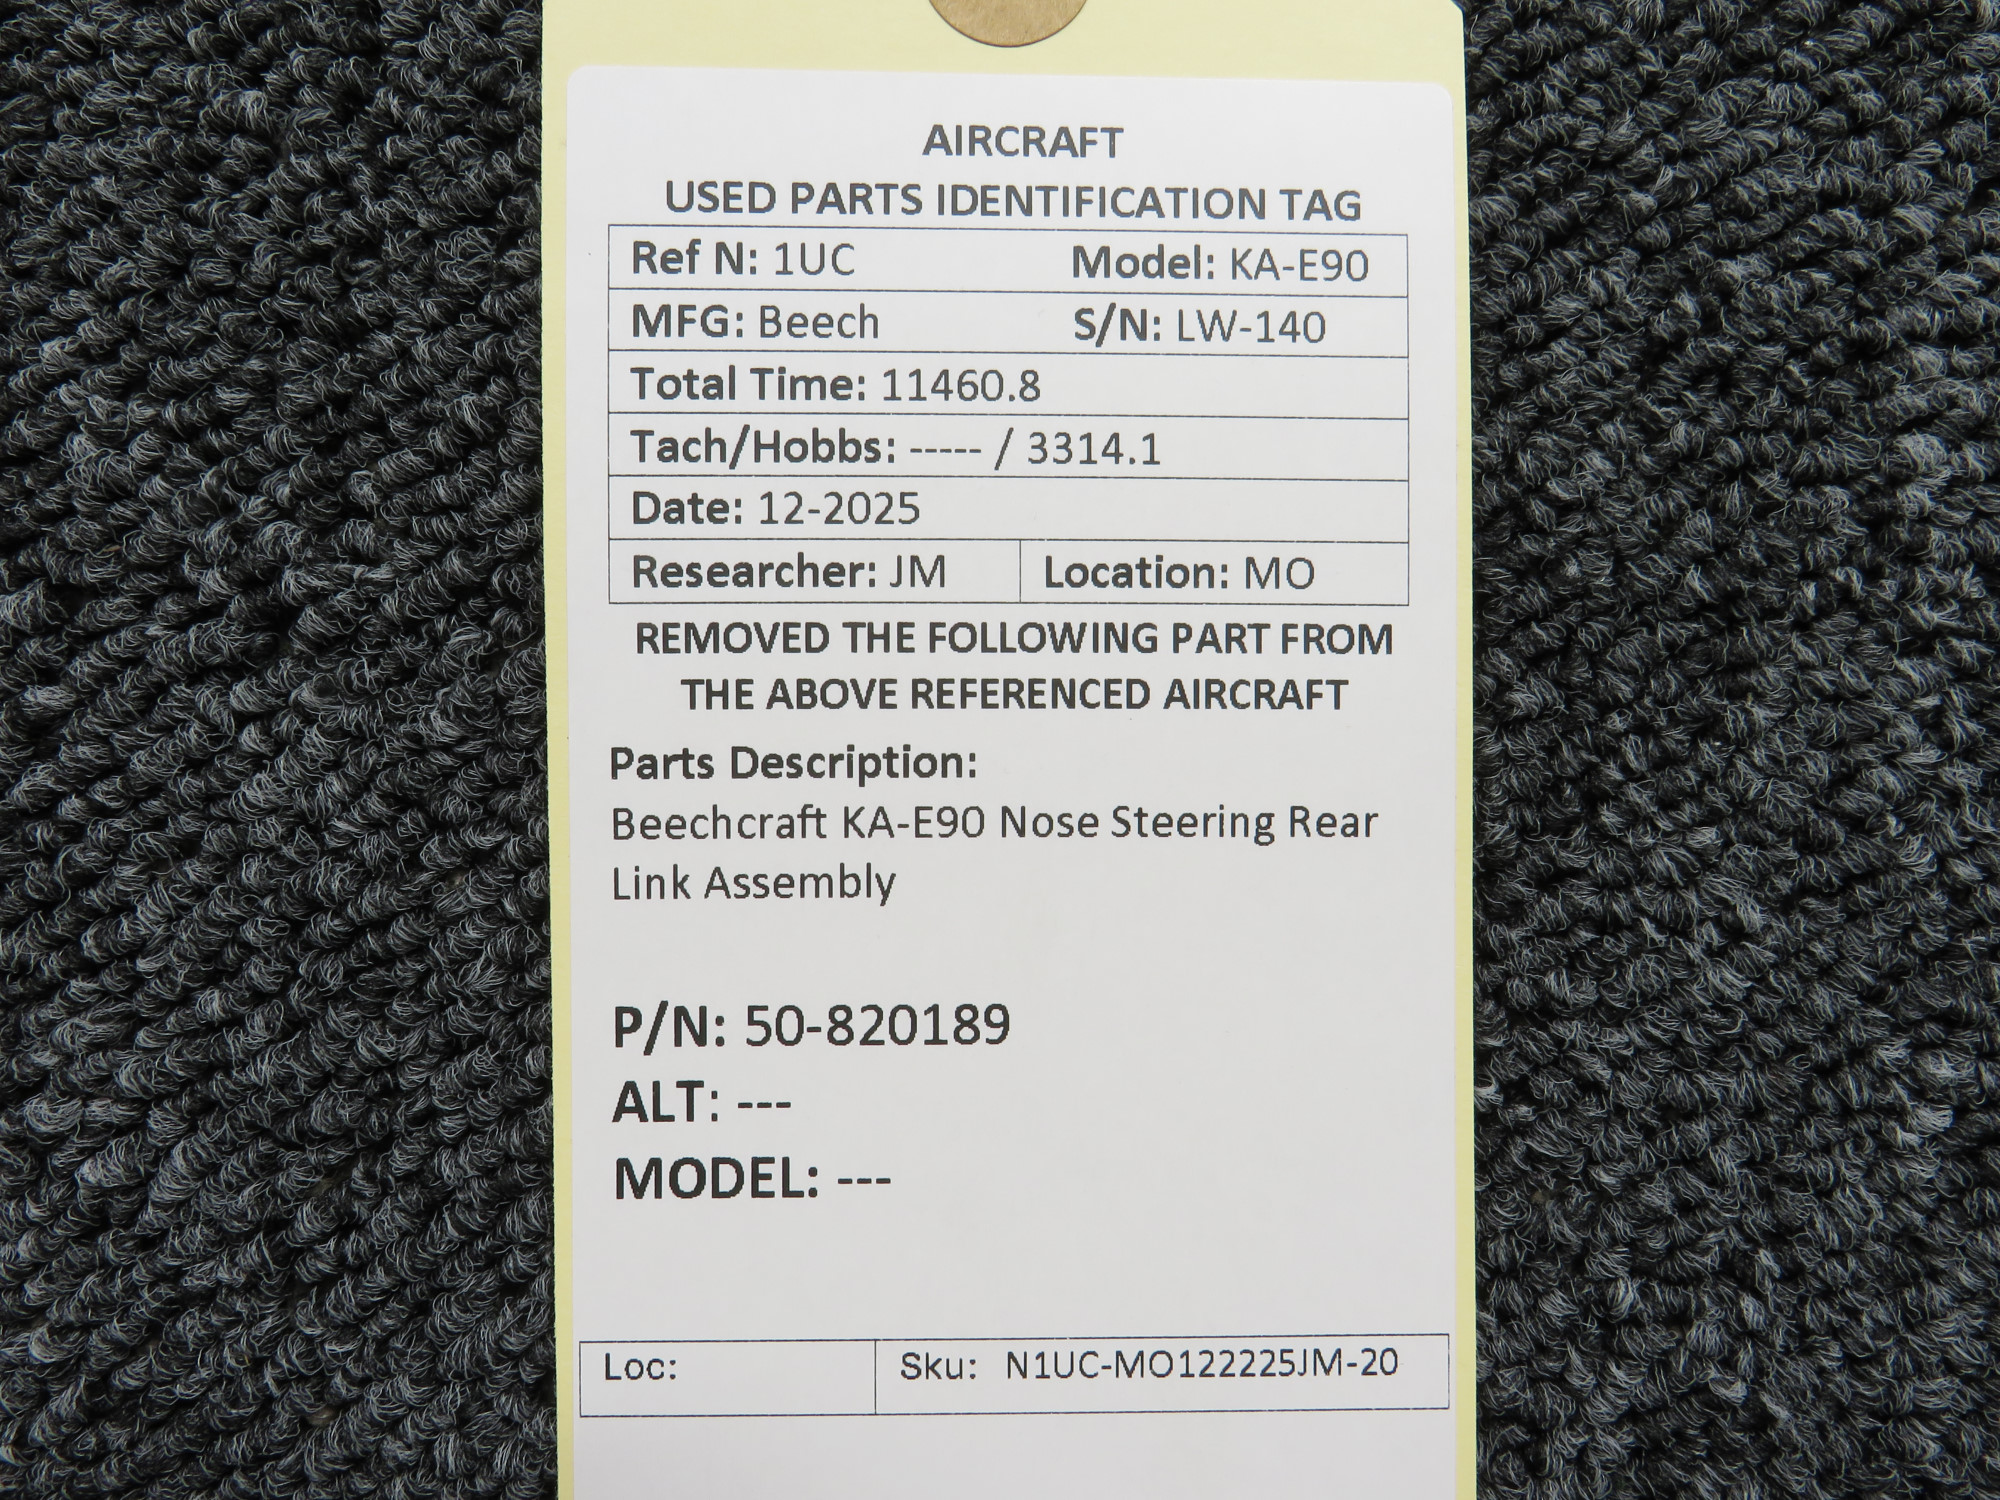 AIRCRAFT
USED PARTS IDENTIFICATION TAG
Ref N: 1UC Model: KA-E90
MFG: Beech S/N: LW-140
Total Time: 11460.8
Tach/Hobbs: ----- / 3314.1
Date: 12-2025
Researcher: JM Location: MO
REMOVED THE FOLLOWING PART FROM
THE ABOVE REFERENCED AIRCRAFT
Parts Description:
Beechcraft KA-E90 Nose Steering Rear
Link Assembly
P/N: 50-820189
ALT: ---
MODEL: ---
Loc: Sku: N1UC-MO122225JM-20